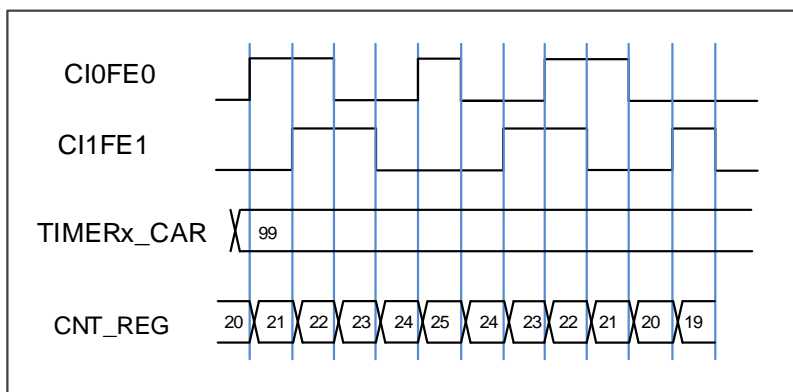 CI0FE0
CI1FE1
TIMERx_CAR 99
CNT_REG 20 21 22 23 24 25 24 23 22 21 20 19